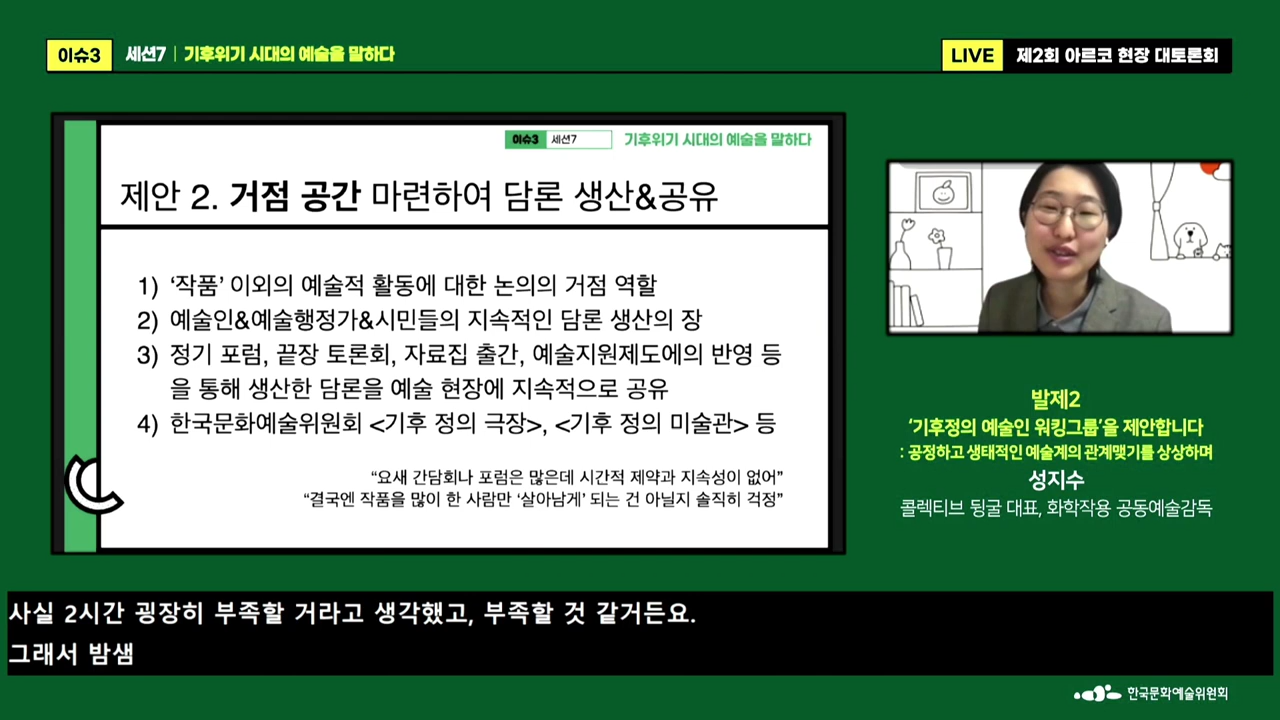 이슈3 세션7 | 기후위기 시대의 예술을 말하다
LIVE 제2회 아르코 현장 대토론회
이슈3 세션7 기후위기 시대의 예술을 말하다
제안 2. 거점 공간 마련하여 담론 생산&공유
1) ‘작품’ 이외의 예술적 활동에 대한 논의의 거점 역할
2) 예술인&예술행정가&시민들의 지속적인 담론 생산의 장
3) 정기 포럼, 끝장 토론회, 자료집 출간, 예술지원제도에의 반영 등
을 통해 생산한 담론을 예술 현장에 지속적으로 공유
4) 한국문화예술위원회 <기후 정의 극장>, <기후 정의 미술관> 등
“요새 간담회나 포럼은 많은데 시간적 제약과 지속성이 없어”
“결국엔 작품을 많이 한 사람만 ‘살아남게’ 되는 건 아닐지 솔직히 걱정”
발제2
‘기후정의 예술인 워킹그룹’을 제안합니다
: 공정하고 생태적인 예술계의 관계맺기를 상상하며
성지수
콜렉티브 뒹굴 대표, 화학작용 공동예술감독
사실 2시간 굉장히 부족할 거라고 생각했고, 부족할 것 같거든요.
그래서 밤샘
한국문화예술위원회